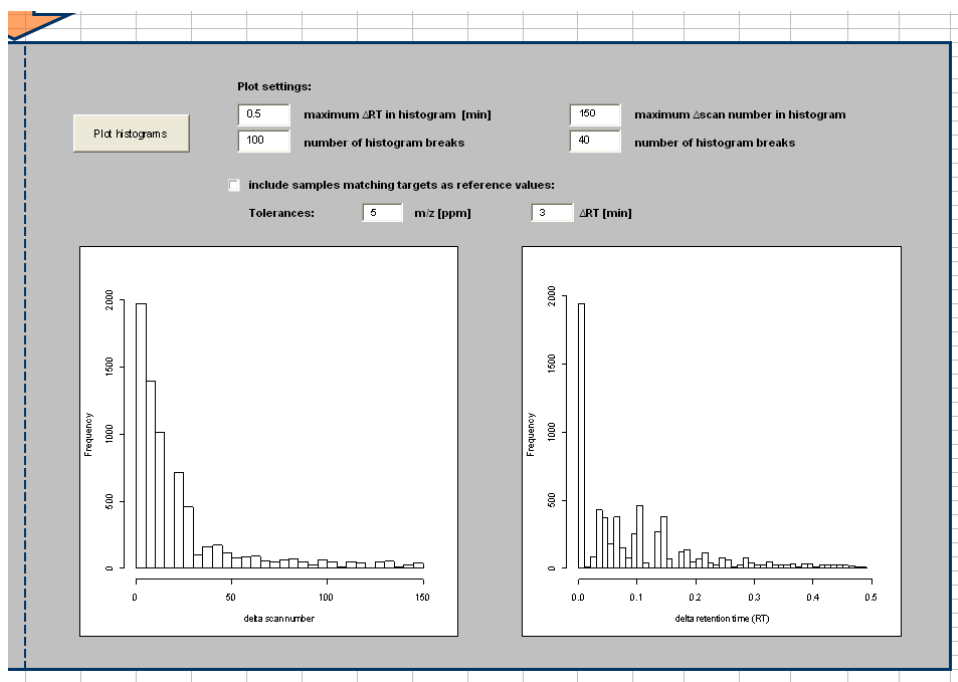 Plot settings:
Plot histograms
0.5 maximum ΔRT in histogram [min]
150 maximum Δscan number in histogram
100 number of histogram breaks
40 number of histogram breaks
include samples matching targets as reference values:
Tolerances: 5 m/z [ppm] 3 ΔRT [min]
Frequency
0 500 1000 1500 2000
0 50 100 150
delta scan number
Frequency
0 500 1000 1500 2000
0.0 0.1 0.2 0.3 0.4 0.5
delta retention time (RT)